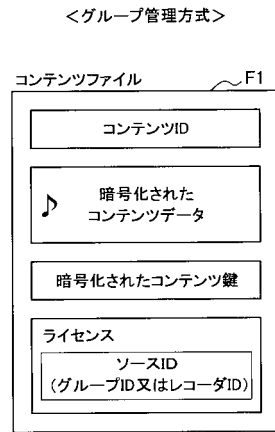 <グループ管理方式>
コンテンツファイル
F1
コンテンツID
暗号化された
コンテンツデータ
暗号化されたコンテンツ鍵
ライセンス
ソースID
(グループID又はレコーダID)